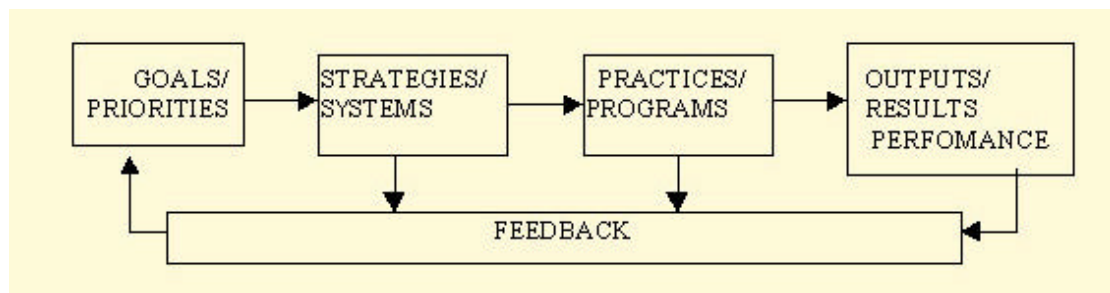 GOALS/
PRIORITIES
STRATEGIES/
SYSTEMS
PRACTICES/
PROGRAMS
OUTPUTS/
RESULTS
PERFOMANCE
FEEDBACK